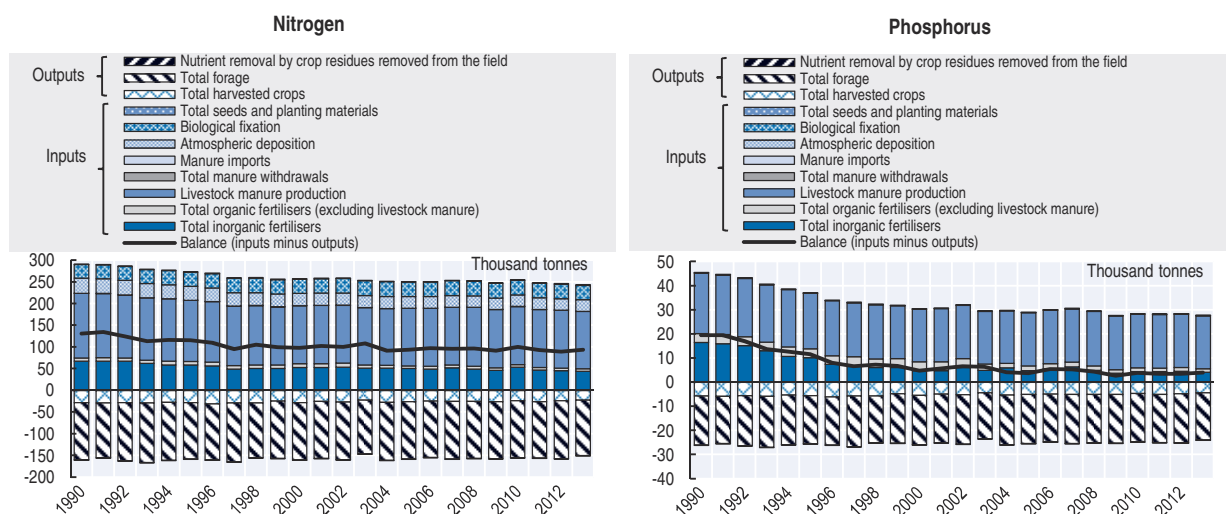 Nitrogen
Outputs
Inputs
Nutrient removal by crop residues removed from the field
Total forage
Total harvested crops
Total seeds and planting materials
Biological fixation
Atmospheric deposition
Manure imports
Total manure withdrawals
Livestock manure production
Total organic fertilisers (excluding livestock manure)
Total inorganic fertilisers
Balance (inputs minus outputs)
Thousand tonnes
300
250
200
150
100
50
0
-50
-100
-150
-200
1990
1992
1994
1996
1998
2000
2002
2004
2006
2008
2010
2012
Phosphorus
Outputs
Inputs
Nutrient removal by crop residues removed from the field
Total forage
Total harvested crops
Total seeds and planting materials
Biological fixation
Atmospheric deposition
Manure imports
Total manure withdrawals
Livestock manure production
Total organic fertilisers (excluding livestock manure)
Total inorganic fertilisers
Balance (inputs minus outputs)
Thousand tonnes
50
40
30
20
10
0
-10
-20
-30
-40
1990
1992
1994
1996
1998
2000
2002
2004
2006
2008
2010
2012